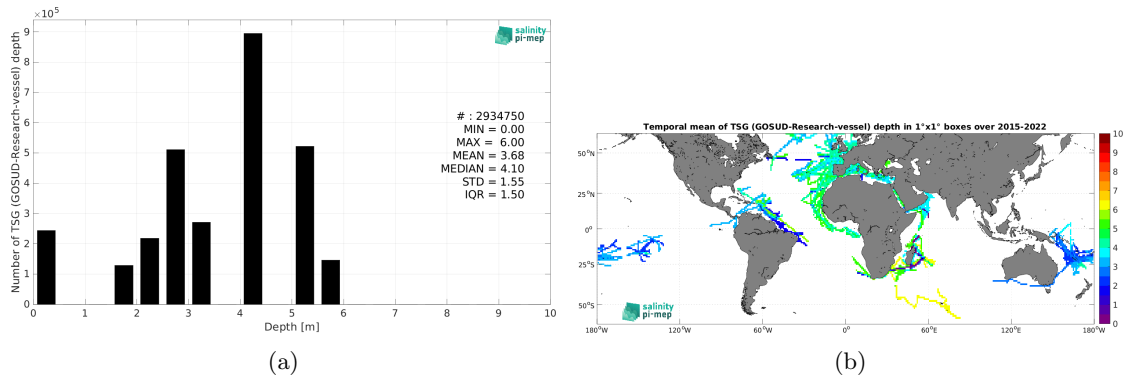 ×10⁵
9
8
7
6
5
4
3
2
1
0
Number of TSG (GOSUD-Research-vessel) depth
salinity
pi-mep
# : 2934750
MIN = 0.00
MAX = 6.00
MEAN = 3.68
MEDIAN = 4.10
STD = 1.55
IQR = 1.50
0 1 2 3 4 5 6 7 8 9 10
Depth [m]
(a)
Temporal mean of TSG (GOSUD-Research-vessel) depth in 1°x1° boxes over 2015-2022
50°N
25°N
0°
25°S
50°S
salinity
pi-mep
180°W 120°W 60°W 0° 60°E 120°E 180°E
10
9
8
7
6
5
4
3
2
1
0
(b)